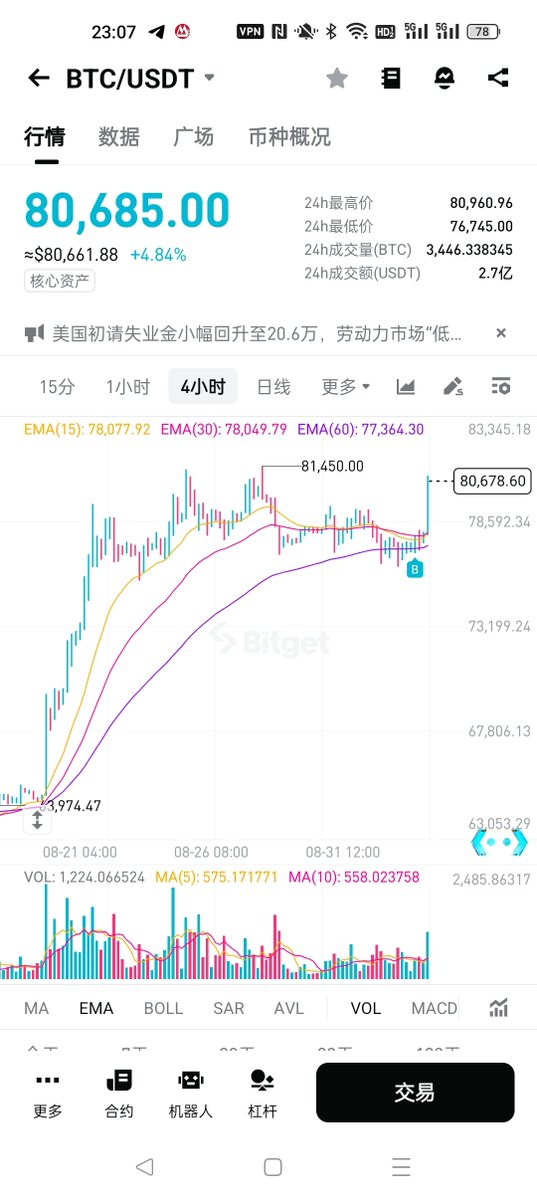 23:07 VPN HD 5G 5G 78
BTC/USDT
行情 数据 广场 币种概况
80,685.00
≈$80,661.88 +4.84%
核心资产
24h最高价 80,960.96
24h最低价 76,745.00
24h成交量(BTC) 3,446.338345
24h成交额(USDT) 2.7亿
美国初请失业金小幅回升至20.6万，劳动力市场“低...
15分 1小时 4小时 日线 更多
EMA(15): 78,077.92 EMA(30): 78,049.79 EMA(60): 77,364.30
83,345.18
81,450.00
80,678.60
78,592.34
B
73,199.24
Bitget
67,806.13
3,974.47
63,053.29
08-21 04:00 08-26 08:00 08-31 12:00
VOL: 1,224.066524 MA(5): 575.171771 MA(10): 558.023758
2,485.86317
MA EMA BOLL SAR AVL VOL MACD
更多 合约 机器人 杠杆 交易